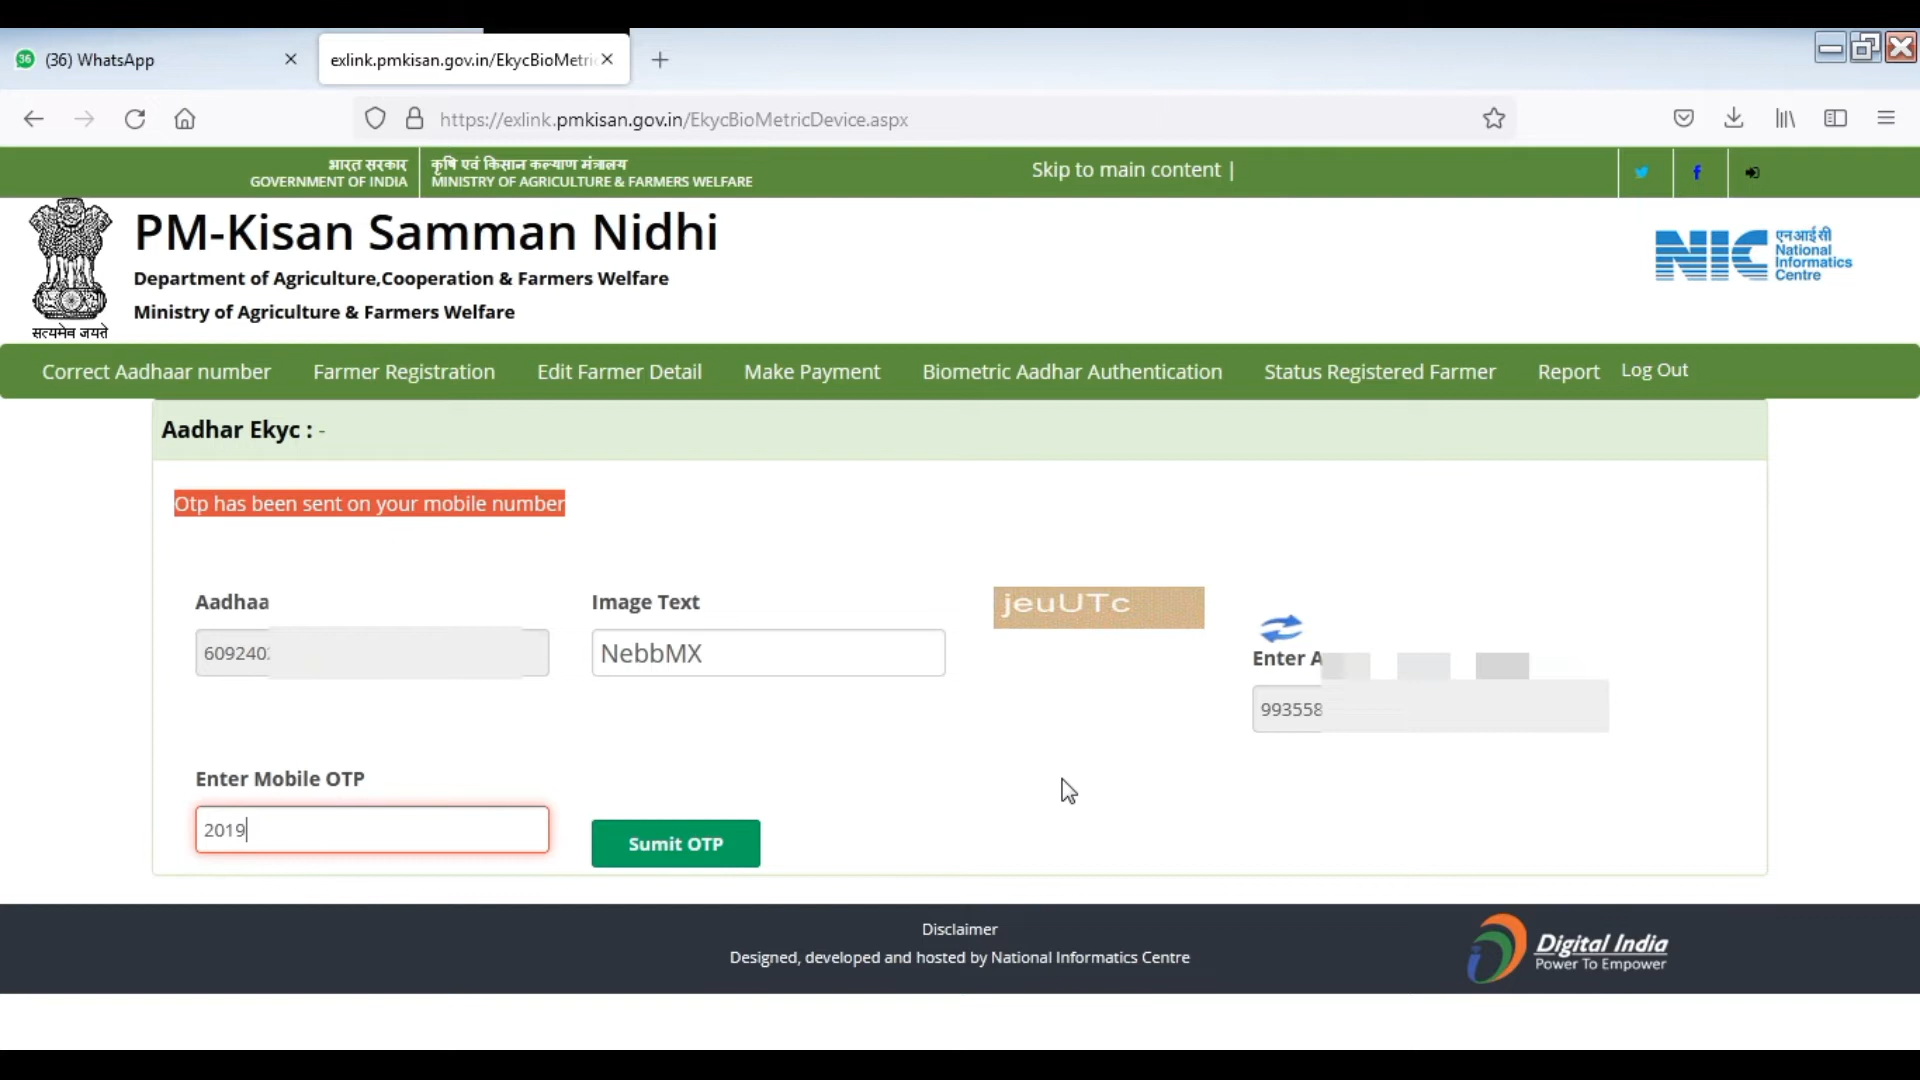 (36) WhatsApp
exlink.pmkisan.gov.in/EkycBioMetri
https://exlink.pmkisan.gov.in/EkycBioMetricDevice.aspx
भारत सरकार
GOVERNMENT OF INDIA
कृषि एवं किसान कल्याण मंत्रालय
MINISTRY OF AGRICULTURE & FARMERS WELFARE
Skip to main content |
PM-Kisan Samman Nidhi
Department of Agriculture,Cooperation & Farmers Welfare
Ministry of Agriculture & Farmers Welfare
सत्यमेव जयते
NIC
एन आई सी
National
Informatics
Centre
Correct Aadhaar number Farmer Registration Edit Farmer Detail Make Payment Biometric Aadhar Authentication Status Registered Farmer Report Log Out
Aadhar Ekyc : -
Otp has been sent on your mobile number
Aadhaa
Image Text
jeuUTc
609240
NebbMX
Enter A
993558
Enter Mobile OTP
2019
Sumit OTP
Disclaimer
Designed, developed and hosted by National Informatics Centre
Digital India
Power To Empower